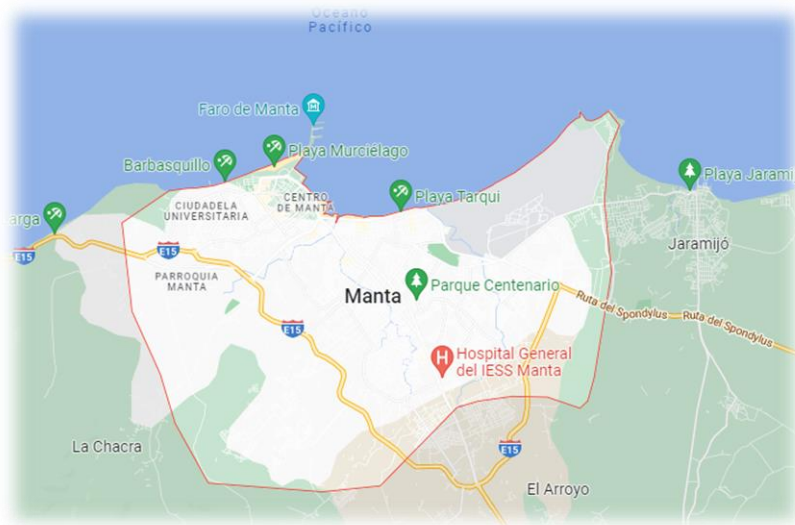 Océano
Pacífico
Faro de Manta
Playa Murciélago
Barbasquillo
Playa Jarami
CIUDADELA
UNIVERSITARIA
CENTRO
DE MANTA
Playa Tarqui
arga
E15
E15
Jaramijó
PARROQUIA
MANTA
Manta
Parque Centenario
Ruta del Spondylus
Ruta del Spondylus
E15
Hospital General
del IESS Manta
H
La Chacra
E15
El Arroyo